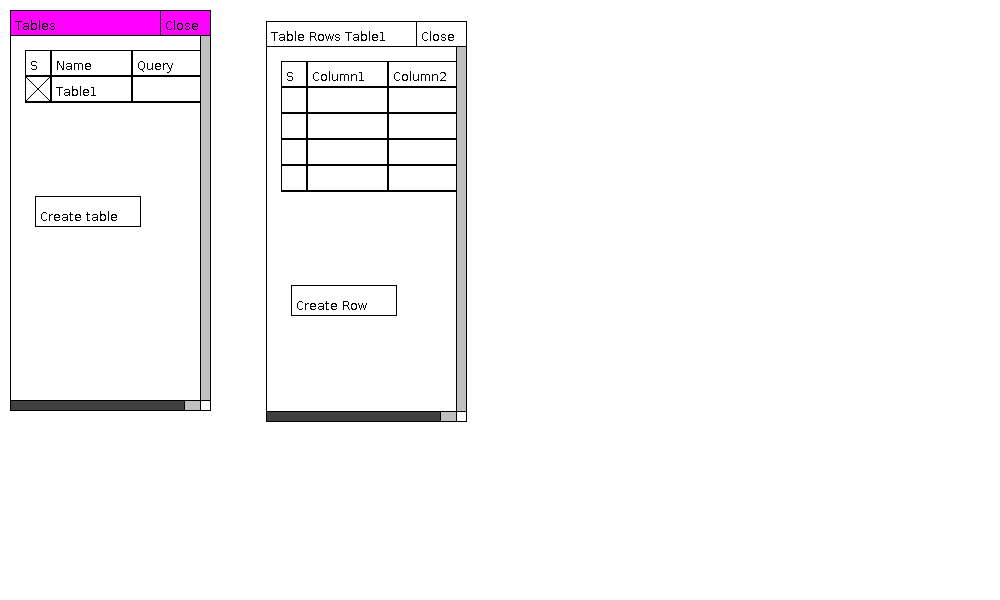 Tables Close
S Name Query
Table1
Create table
Table Rows Table1 Close
S Column1 Column2
Create Row